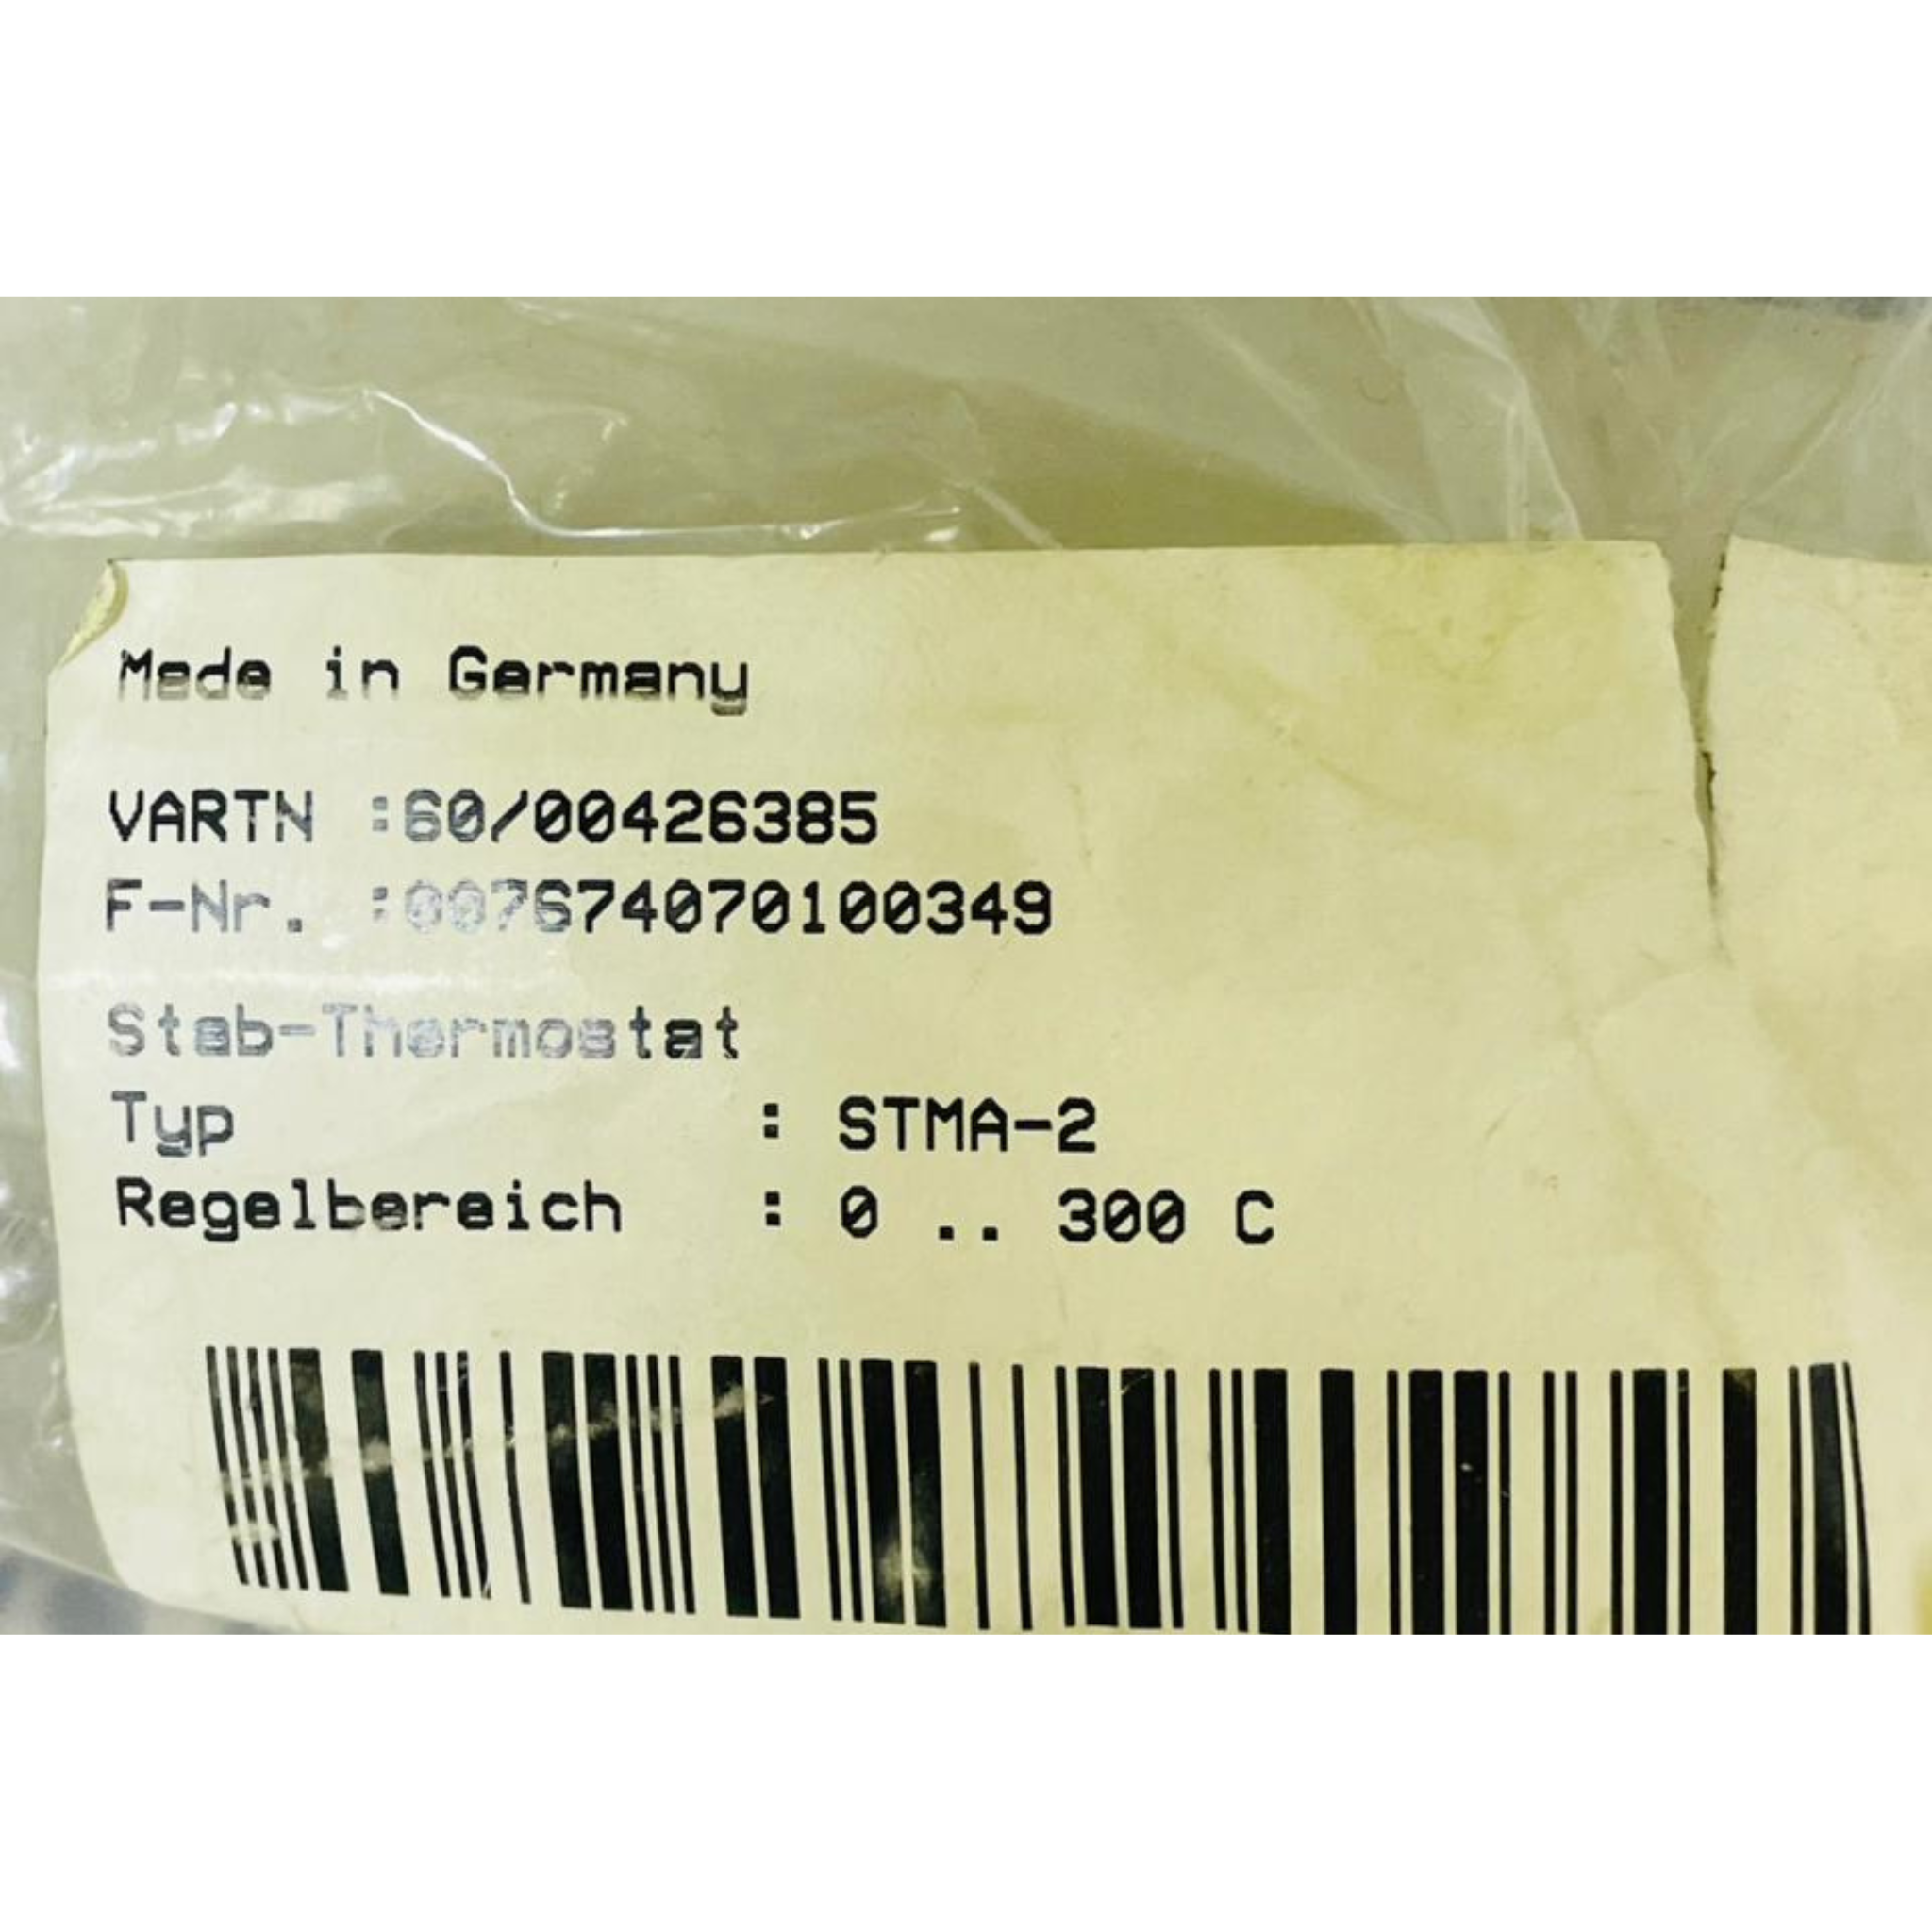 Made in Germany
VARTN :60/00426385
F-Nr. :007674070100349
Stab-Thermostat
Typ : STMA-2
Regelbereich : 0 .. 300 C